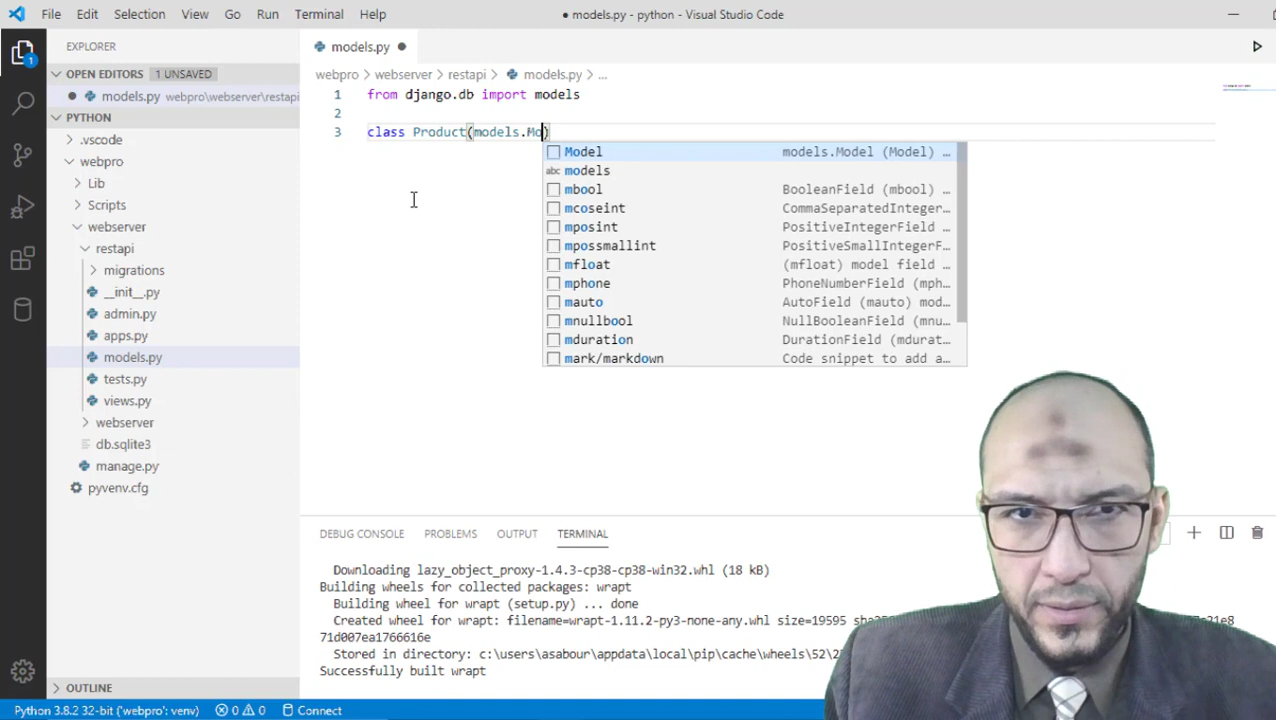 File Edit Selection View Go Run Terminal Help
● models.py - python - Visual Studio Code
EXPLORER
models.py ●
OPEN EDITORS 1 UNSAVED
● models.py webpro\webserver\restapi
PYTHON
.vscode
webpro
Lib
Scripts
webserver
restapi
migrations
__init__.py
admin.py
apps.py
models.py
tests.py
views.py
webserver
db.sqlite3
manage.py
pyvenv.cfg
OUTLINE
webpro > webserver > restapi > models.py > ...
1 from django.db import models
2
3 class Product(models.Mo)
Model models.Model (Model) …
abc models
mbool BooleanField (mbool) …
mcoseint CommaSeparatedInteger…
mposint PositiveIntegerField …
mpossmallint PositiveSmallIntegerF…
mfloat (mfloat) model field …
mphone PhoneNumberField (mph…
mauto AutoField (mauto) mod…
mnullbool NullBooleanField (mnu…
mduration DurationField (mdurat…
mark/markdown Code snippet to add a…
DEBUG CONSOLE PROBLEMS OUTPUT TERMINAL
Downloading lazy_object_proxy-1.4.3-cp38-cp38-win32.whl (18 kB)
Building wheels for collected packages: wrapt
Building wheel for wrapt (setup.py) ... done
Created wheel for wrapt: filename=wrapt-1.11.2-py3-none-any.whl size=19595
71d007ea1766616e
Stored in directory: c:\users\asabour\appdata\local\pip\cache\wheels\52\
Successfully built wrapt
1
Python 3.8.2 32-bit ('webpro': venv) 0 0 Connect